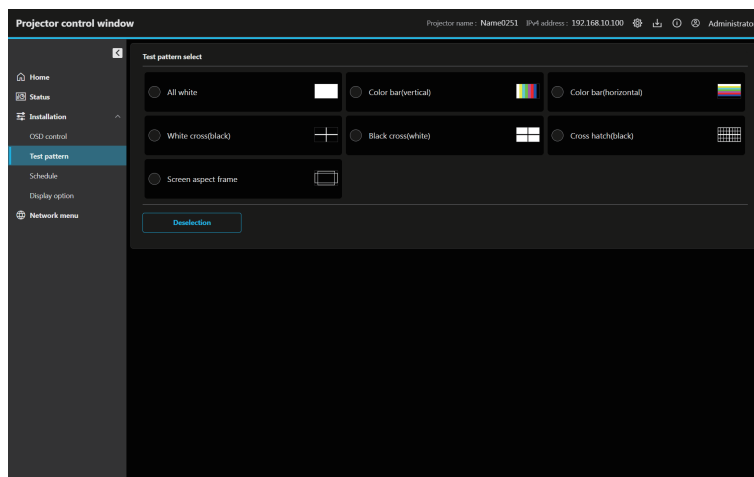 Projector control window
Projector name : Name0251 IPv4 address : 192.168.10.100 Administrator
Home
Status
Installation
OSD control
Test pattern
Schedule
Display option
Network menu
Test pattern select
All white
Color bar(vertical)
Color bar(horizontal)
White cross(black)
Black cross(white)
Cross hatch(black)
Screen aspect frame
Deselection